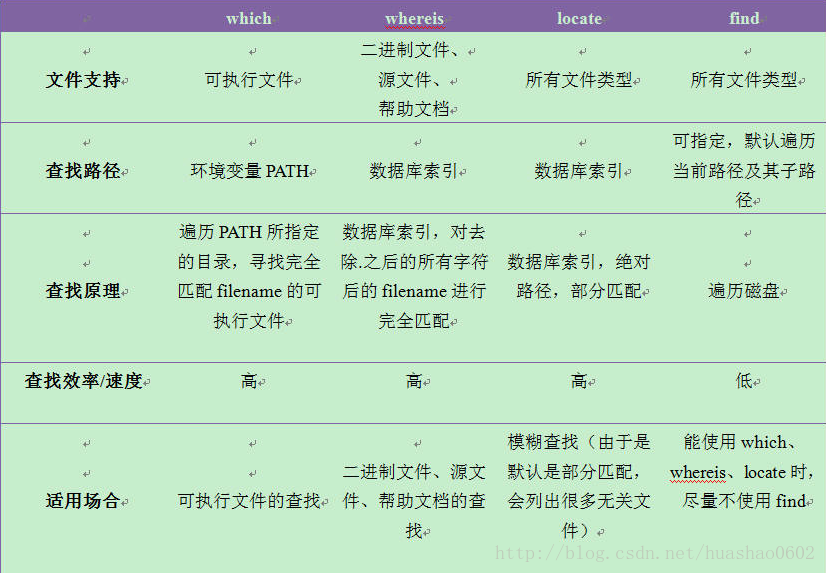 which whereis locate find
文件支持
可执行文件
二进制文件、
源文件、
帮助文档
所有文件类型
所有文件类型
查找路径
环境变量 PATH
数据库索引
数据库索引
可指定，默认遍历
当前路径及其子路
径
查找原理
遍历 PATH 所指定
的目录，寻找完全
匹配 filename 的可
执行文件
数据库索引，对去
除.之后的所有字符
后的 filename 进行
完全匹配
数据库索引，绝对
路径，部分匹配
遍历磁盘
查找效率/速度
高
高
高
低
适用场合
可执行文件的查找
二进制文件、源文
件、帮助文档的查
找
模糊查找（由于是
默认是部分匹配，
会列出很多无关文
件）
能使用 which、
whereis、locate 时，
尽量不使用 find
http://blog.csdn.net/huashao0602